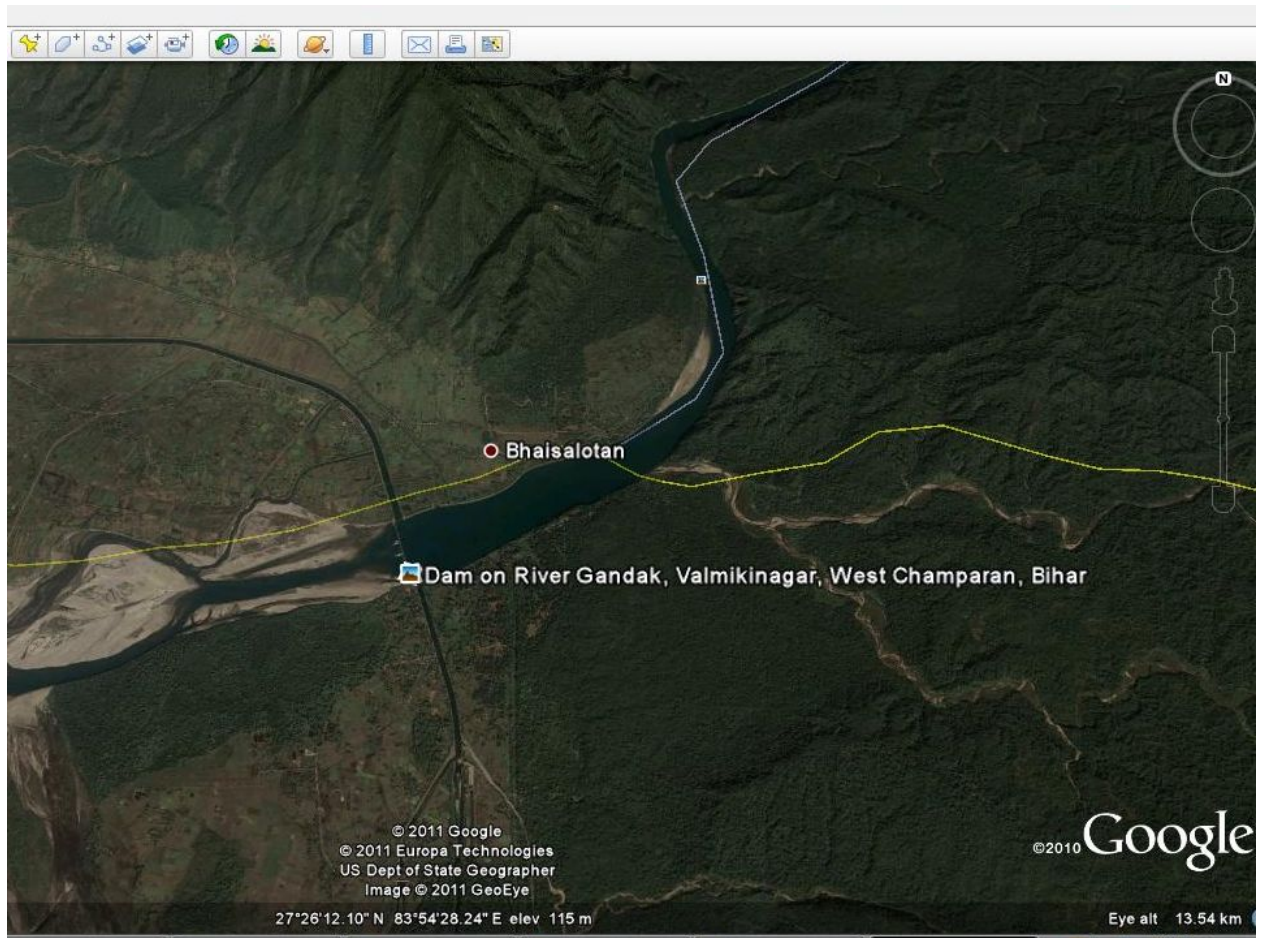 N
Bhaisalotan
Dam on River Gandak, Valmikinagar, West Champaran, Bihar
© 2011 Google
© 2011 Europa Technologies
US Dept of State Geographer
Image © 2011 GeoEye
©2010 Google
27°26'12.10" N 83°54'28.24" E elev 115 m
Eye alt 13.54 km